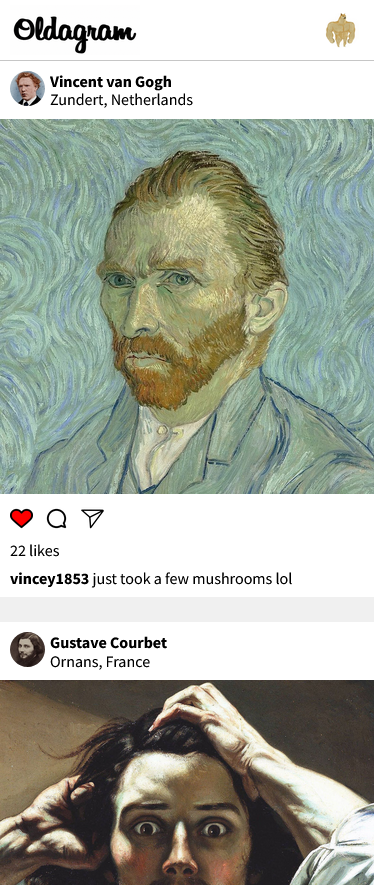 Oldagram
Vincent van Gogh
Zundert, Netherlands
22 likes
vincey1853 just took a few mushrooms lol
Gustave Courbet
Ornans, France